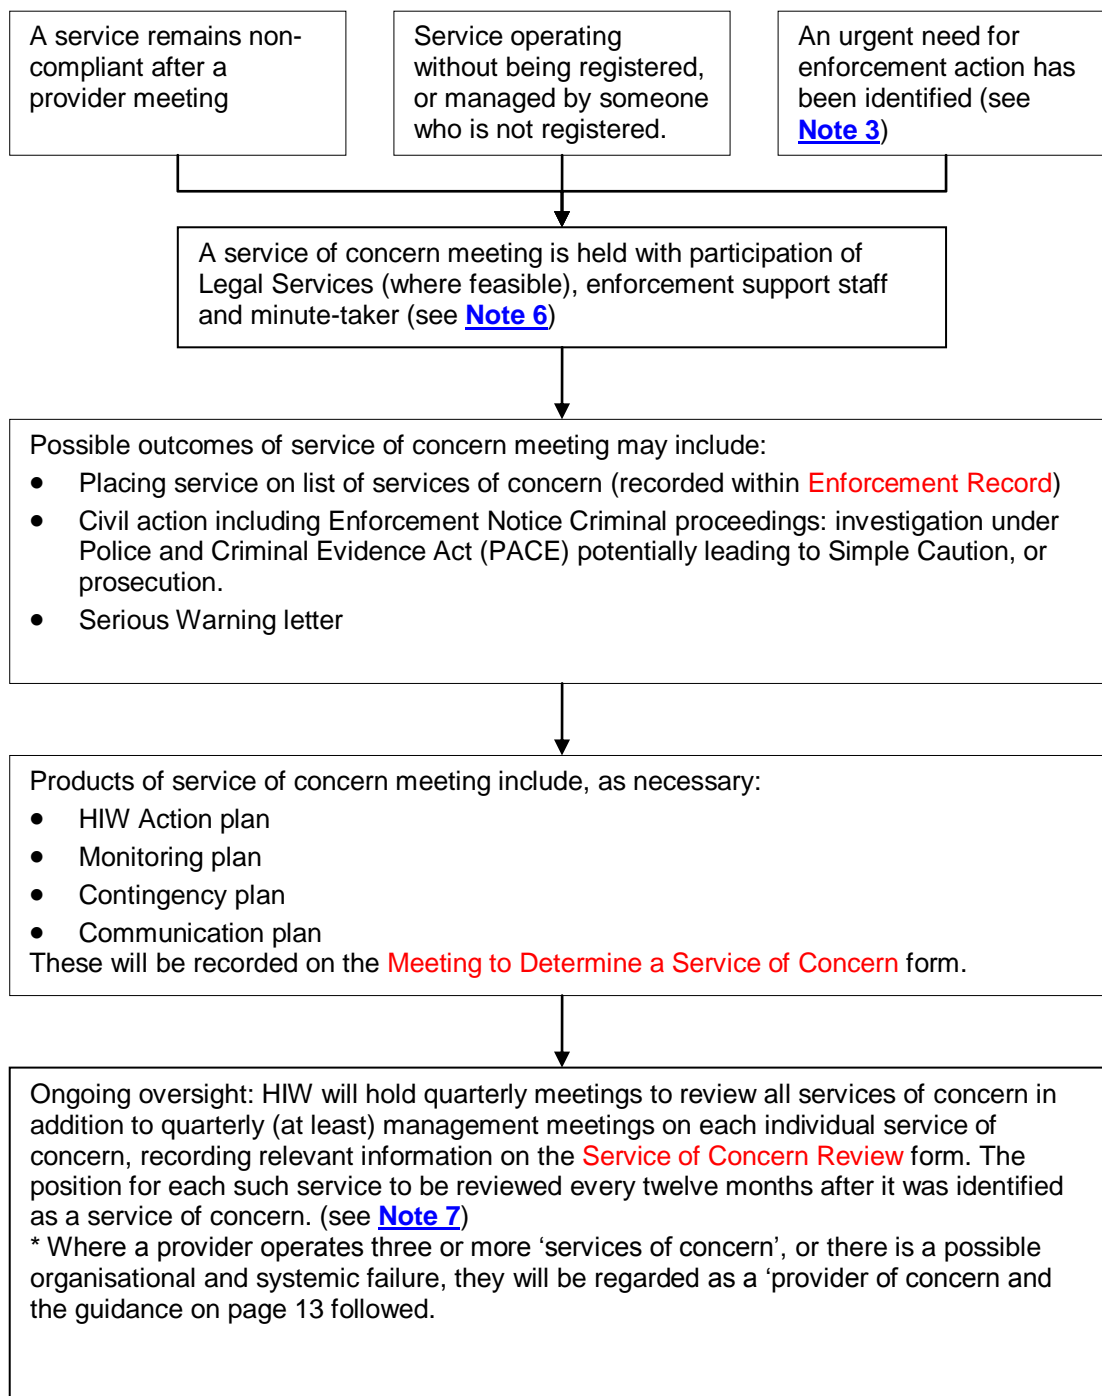 A service remains non-
compliant after a
provider meeting
Service operating
without being registered,
or managed by someone
who is not registered.
An urgent need for
enforcement action has
been identified (see
Note 3)
A service of concern meeting is held with participation of
Legal Services (where feasible), enforcement support staff
and minute-taker (see Note 6)
Possible outcomes of service of concern meeting may include:
• Placing service on list of services of concern (recorded within Enforcement Record)
• Civil action including Enforcement Notice Criminal proceedings: investigation under
Police and Criminal Evidence Act (PACE) potentially leading to Simple Caution, or
prosecution.
• Serious Warning letter
Products of service of concern meeting include, as necessary:
• HIW Action plan
• Monitoring plan
• Contingency plan
• Communication plan
These will be recorded on the Meeting to Determine a Service of Concern form.
Ongoing oversight: HIW will hold quarterly meetings to review all services of concern in
addition to quarterly (at least) management meetings on each individual service of
concern, recording relevant information on the Service of Concern Review form. The
position for each such service to be reviewed every twelve months after it was identified
as a service of concern. (see Note 7)
* Where a provider operates three or more ‘services of concern’, or there is a possible
organisational and systemic failure, they will be regarded as a ‘provider of concern and
the guidance on page 13 followed.